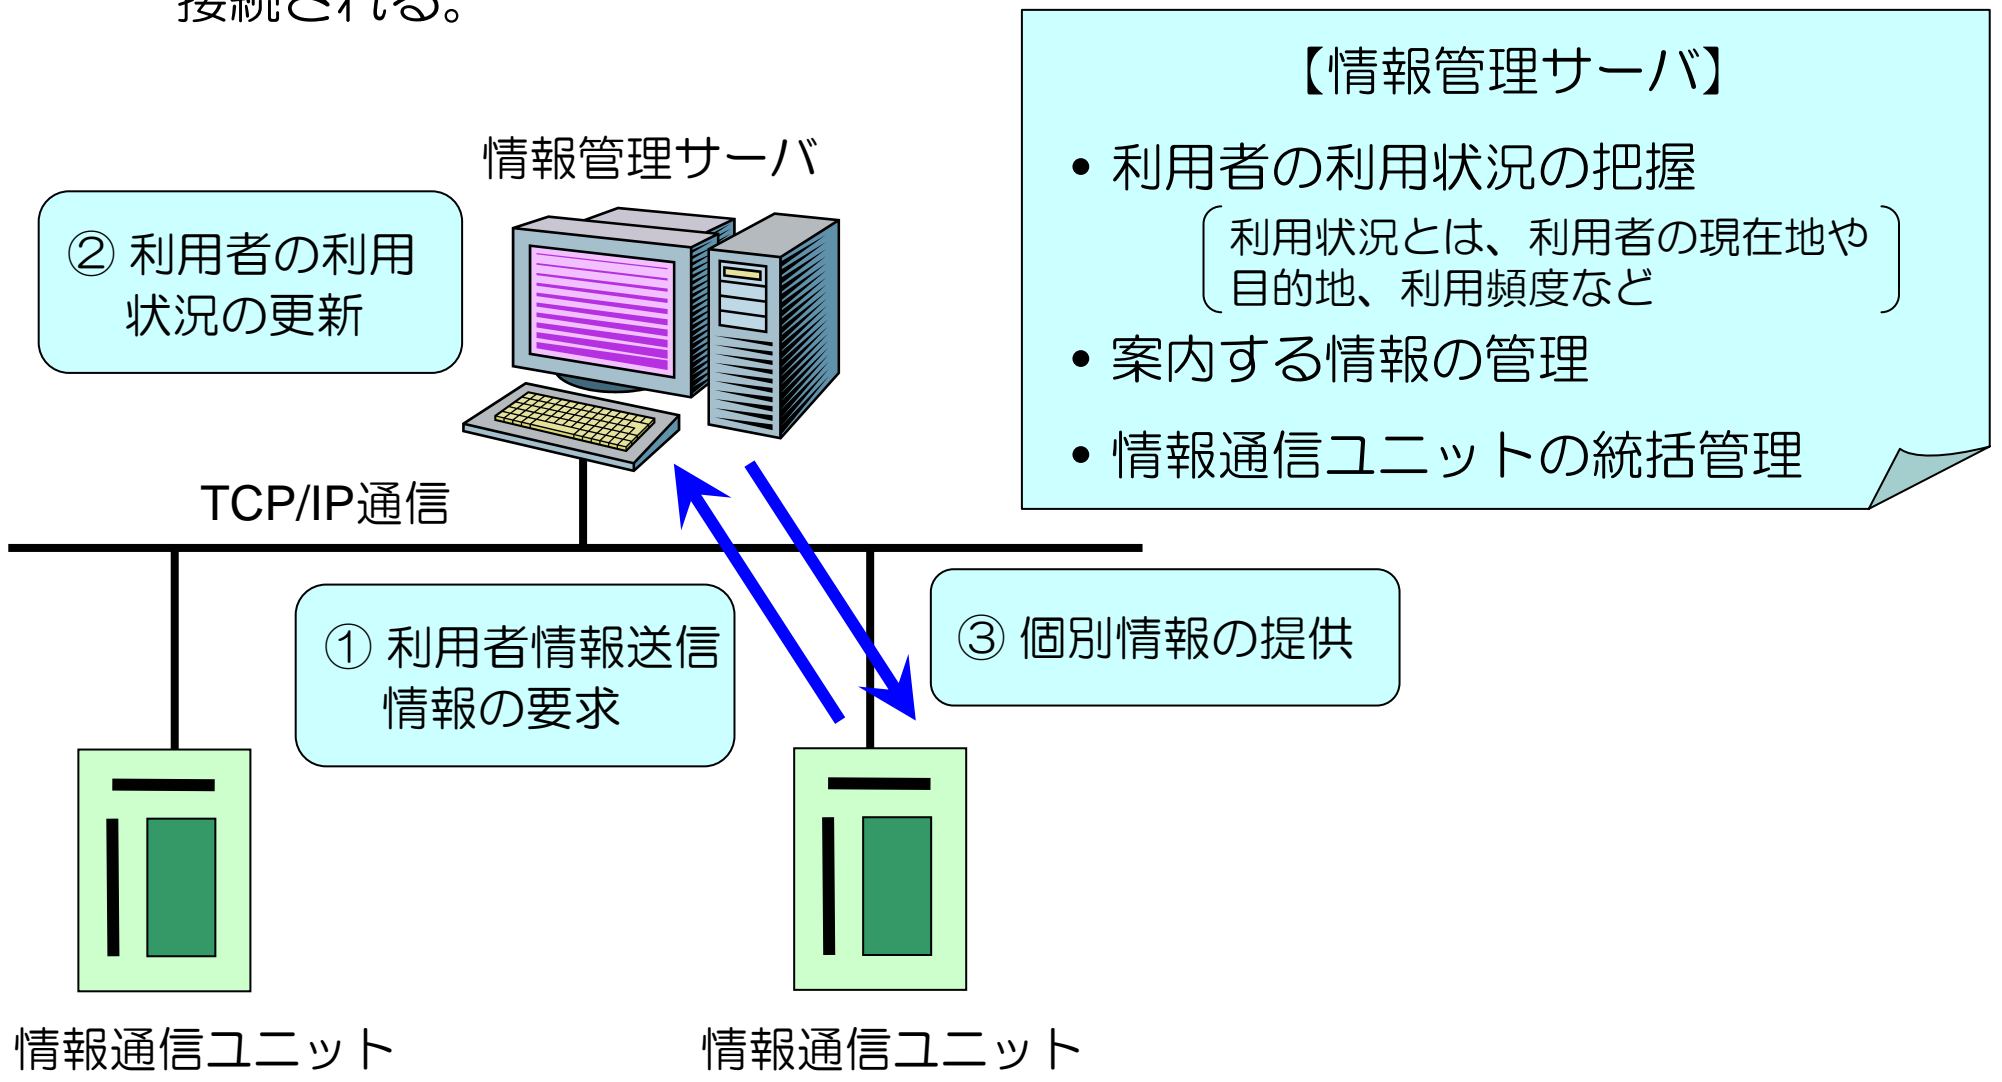 接続される。
【情報管理サーバ】
• 利用者の利用状況の把握
利用状況とは、利用者の現在地や
目的地、利用頻度など
• 案内する情報の管理
• 情報通信ユニットの統括管理
情報管理サーバ
② 利用者の利用
状況の更新
TCP/IP通信
① 利用者情報送信
情報の要求
③ 個別情報の提供
情報通信ユニット
情報通信ユニット